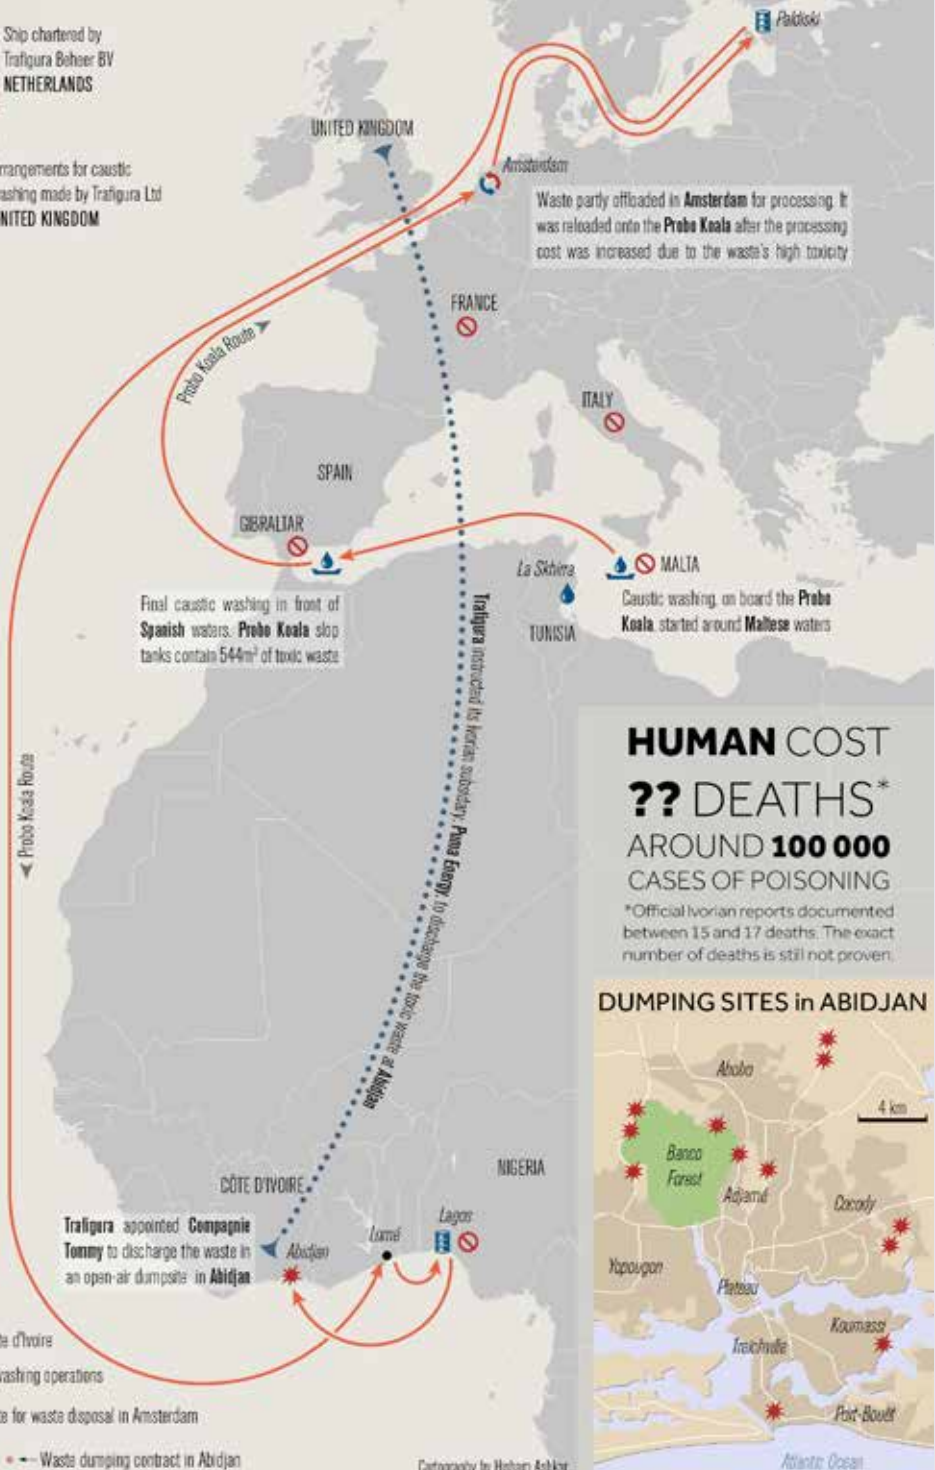 Ship chartered by
Trafigura Beheer BV
NETHERLANDS
rrangements for caustic
ashing made by Trafigura Ltd
NITED KINGDOM
Paldiski
UNITED KINGDOM
Amsterdam
Waste partly offloaded in Amsterdam for processing. It
was reloaded onto the Probo Koala after the processing
cost was increased due to the waste's high toxicity
FRANCE
Probo Koala Route
ITALY
SPAIN
GIBRALTAR
La Skhirra
MALTA
TUNISIA
Caustic washing, on board the Probo
Koala, started around Maltese waters
Final caustic washing in front of
Spanish waters. Probo Koala slop
tanks contain 544m³ of toxic waste
Trafigura instructed its Ivorian subsidary, Puma Energy, to discharge the toxic waste at Abidjan
Probo Koala Route
HUMAN COST
?? DEATHS*
AROUND 100 000
CASES OF POISONING
*Official Ivorian reports documented
between 15 and 17 deaths. The exact
number of deaths is still not proven.
DUMPING SITES in ABIDJAN
Abobo
4 km
Banco
Forest
Adjamé
Cocody
Yopougon
Plateau
Koumassi
Treichville
Port-Bouët
Atlantic Ocean
NIGERIA
CÔTE D'IVOIRE
Lagos
Lomé
Abidjan
Trafigura appointed Compagnie
Tommy to discharge the waste in
an open-air dumpsite in Abidjan
te d'Ivoire
washing operations
te for waste disposal in Amsterdam
Waste dumping contract in Abidjan
Cartography by Hisham Ashkar